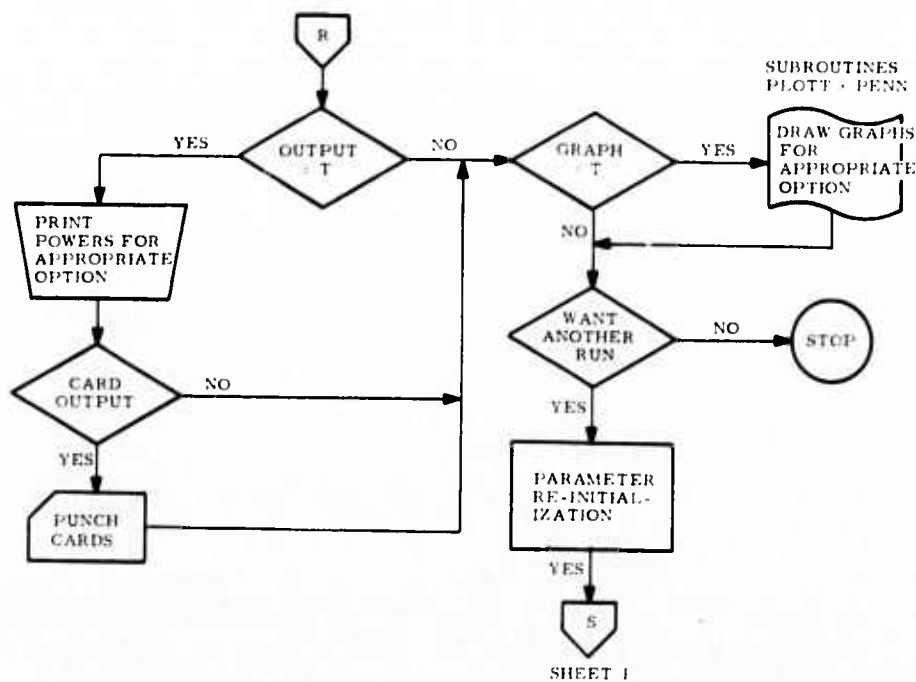 R
SUBROUTINES
PLOTT + PENN
YES
OUTPUT
= T
NO
GRAPH
= T
YES
DRAW GRAPHS
FOR
APPROPRIATE
OPTION
PRINT
POWERS FOR
APPROPRIATE
OPTION
NO
WANT
ANOTHER
RUN
NO
STOP
CARD
OUTPUT
NO
YES
YES
PUNCH
CARDS
PARAMETER
RE-INITIAL-
IZATION
YES
S
SHEET